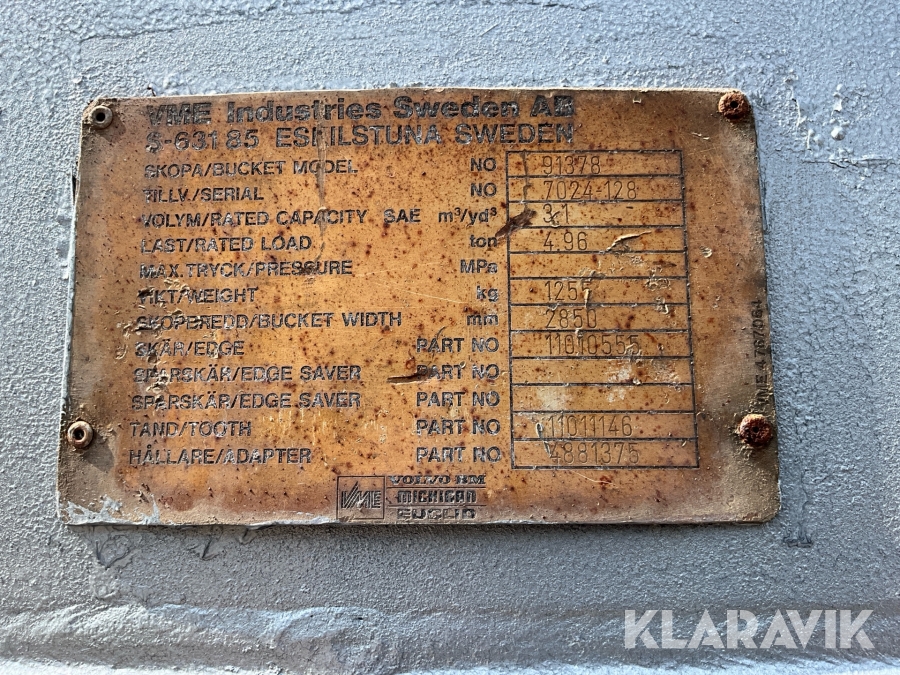 VME Industries Sweden AB
S-631 85 ESKILSTUNA SWEDEN
SKOPA/BUCKET MODEL NO 91378
TILLV./SERIAL NO 7024-128
VOLYM/RATED CAPACITY SAE m³/yd³ 3.1
LAST/RATED LOAD ton 4.96
MAX.TRYCK/PRESSURE MPa
VIKT/WEIGHT kg
SKOPBREDD/BUCKET WIDTH mm 2850
SKÄR/EDGE PART NO 11010555
SPARSKÄR/EDGE SAVER PART NO
SPARSKÄR/EDGE SAVER PART NO
TAND/TOOTH PART NO 11011146
HÅLLARE/ADAPTER PART NO 4881375
VOLVO BM
VME MICHIGAN
EUCLID
KLARAVIK